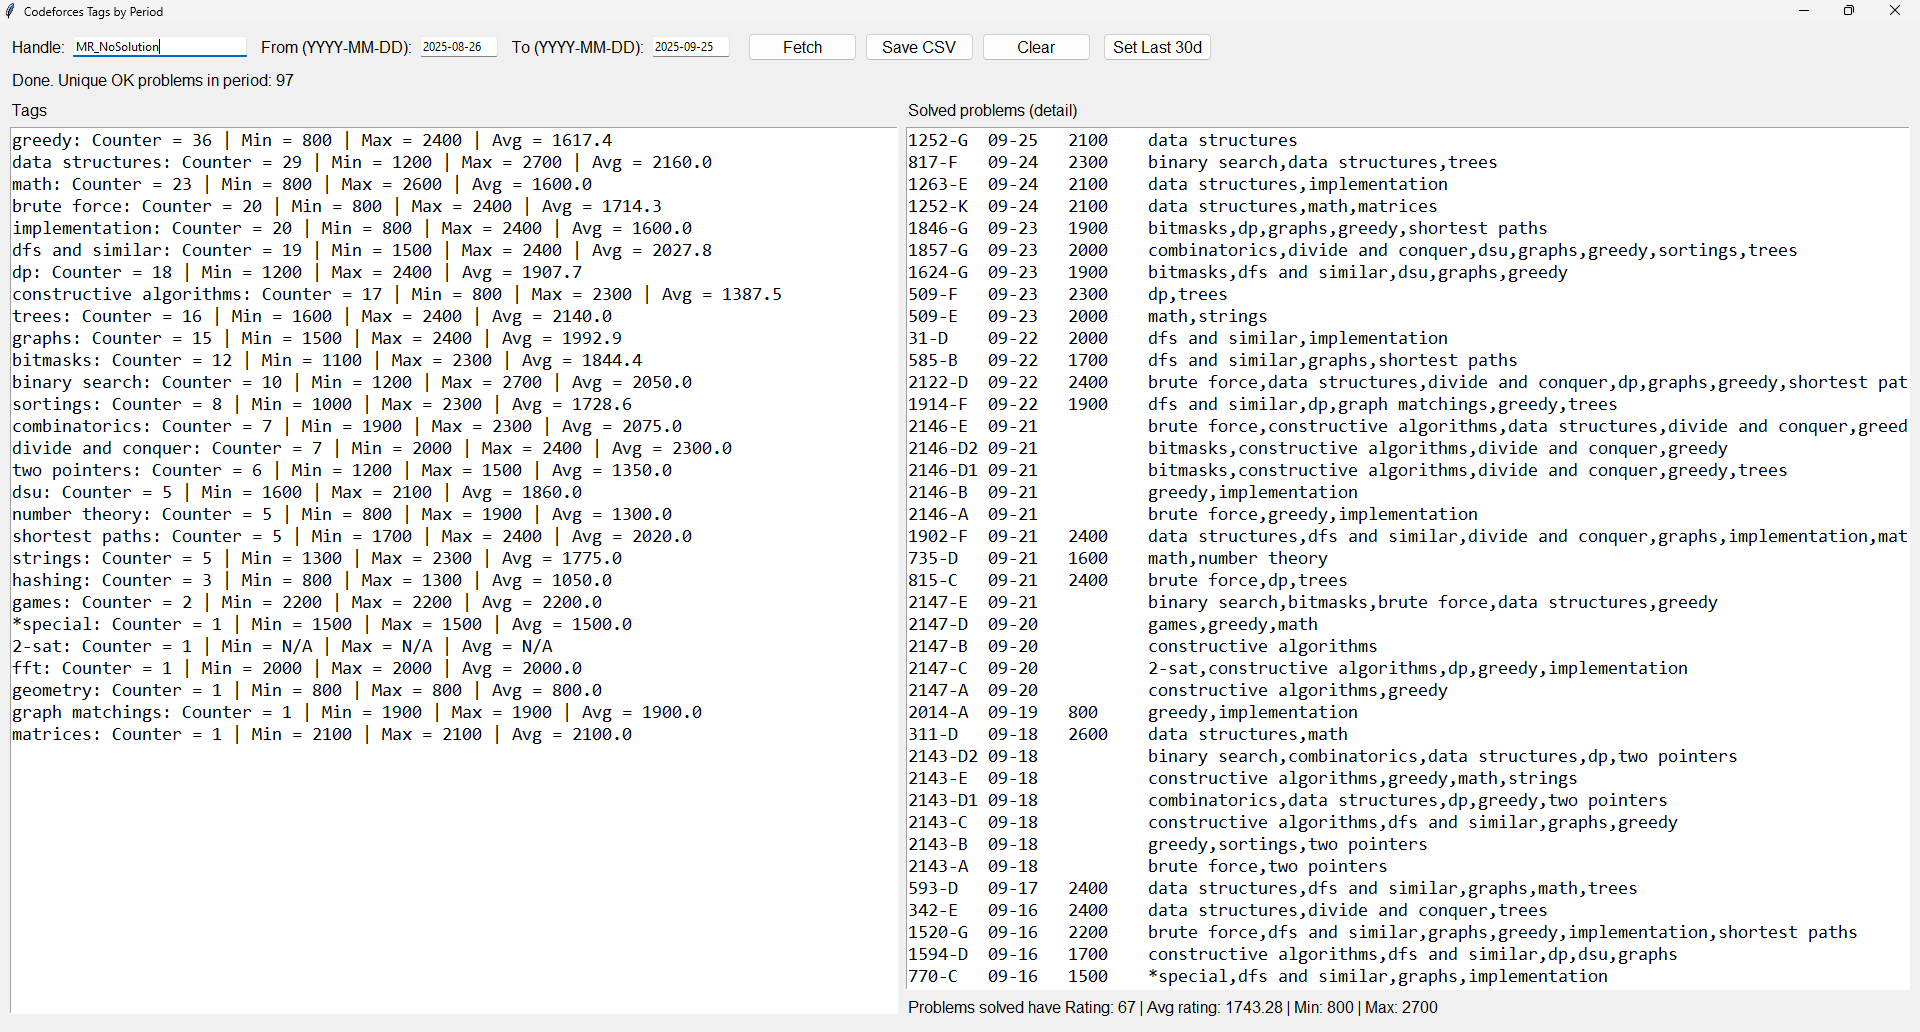 Codeforces Tags by Period
Handle: MR_NoSolution From (YYYY-MM-DD): 2025-08-26 To (YYYY-MM-DD): 2025-09-25 Fetch Save CSV Clear Set Last 30d
Done. Unique OK problems in period: 97
Tags
greedy: Counter = 36 | Min = 800 | Max = 2400 | Avg = 1617.4
data structures: Counter = 29 | Min = 1200 | Max = 2700 | Avg = 2160.0
math: Counter = 23 | Min = 800 | Max = 2600 | Avg = 1600.0
brute force: Counter = 20 | Min = 800 | Max = 2400 | Avg = 1714.3
implementation: Counter = 20 | Min = 800 | Max = 2400 | Avg = 1600.0
dfs and similar: Counter = 19 | Min = 1500 | Max = 2400 | Avg = 2027.8
dp: Counter = 18 | Min = 1200 | Max = 2400 | Avg = 1907.7
constructive algorithms: Counter = 17 | Min = 800 | Max = 2300 | Avg = 1387.5
trees: Counter = 16 | Min = 1600 | Max = 2400 | Avg = 2140.0
graphs: Counter = 15 | Min = 1500 | Max = 2400 | Avg = 1992.9
bitmasks: Counter = 12 | Min = 1100 | Max = 2300 | Avg = 1844.4
binary search: Counter = 10 | Min = 1200 | Max = 2700 | Avg = 2050.0
sortings: Counter = 8 | Min = 1000 | Max = 2300 | Avg = 1728.6
combinatorics: Counter = 7 | Min = 1900 | Max = 2300 | Avg = 2075.0
divide and conquer: Counter = 7 | Min = 2000 | Max = 2400 | Avg = 2300.0
two pointers: Counter = 6 | Min = 1200 | Max = 1500 | Avg = 1350.0
dsu: Counter = 5 | Min = 1600 | Max = 2100 | Avg = 1860.0
number theory: Counter = 5 | Min = 800 | Max = 1900 | Avg = 1300.0
shortest paths: Counter = 5 | Min = 1700 | Max = 2400 | Avg = 2020.0
strings: Counter = 5 | Min = 1300 | Max = 2300 | Avg = 1775.0
hashing: Counter = 3 | Min = 800 | Max = 1300 | Avg = 1050.0
games: Counter = 2 | Min = 2200 | Max = 2200 | Avg = 2200.0
*special: Counter = 1 | Min = 1500 | Max = 1500 | Avg = 1500.0
2-sat: Counter = 1 | Min = N/A | Max = N/A | Avg = N/A
fft: Counter = 1 | Min = 2000 | Max = 2000 | Avg = 2000.0
geometry: Counter = 1 | Min = 800 | Max = 800 | Avg = 800.0
graph matchings: Counter = 1 | Min = 1900 | Max = 1900 | Avg = 1900.0
matrices: Counter = 1 | Min = 2100 | Max = 2100 | Avg = 2100.0
Solved problems (detail)
1252-G 09-25 2100 data structures
817-F 09-24 2300 binary search,data structures,trees
1263-E 09-24 2100 data structures,implementation
1252-K 09-24 2100 data structures,math,matrices
1846-G 09-23 1900 bitmasks,dp,graphs,greedy,shortest paths
1857-G 09-23 2000 combinatorics,divide and conquer,dsu,graphs,greedy,sortings,trees
1624-G 09-23 1900 bitmasks,dfs and similar,dsu,graphs,greedy
509-F 09-23 2300 dp,trees
509-E 09-23 2000 math,strings
31-D 09-22 2000 dfs and similar,implementation
585-B 09-22 1700 dfs and similar,graphs,shortest paths
2122-D 09-22 2400 brute force,data structures,divide and conquer,dp,graphs,greedy,shortest pat
1914-F 09-22 1900 dfs and similar,dp,graph matchings,greedy,trees
2146-E 09-21 brute force,constructive algorithms,data structures,divide and conquer,greed
2146-D2 09-21 bitmasks,constructive algorithms,divide and conquer,greedy
2146-D1 09-21 bitmasks,constructive algorithms,divide and conquer,greedy,trees
2146-B 09-21 greedy,implementation
2146-A 09-21 brute force,greedy,implementation
1902-F 09-21 2400 data structures,dfs and similar,divide and conquer,graphs,implementation,mat
735-D 09-21 1600 math,number theory
815-C 09-21 2400 brute force,dp,trees
2147-E 09-21 binary search,bitmasks,brute force,data structures,greedy
2147-D 09-20 games,greedy,math
2147-B 09-20 constructive algorithms
2147-C 09-20 2-sat,constructive algorithms,dp,greedy,implementation
2147-A 09-20 constructive algorithms,greedy
2014-A 09-19 800 greedy,implementation
311-D 09-18 2600 data structures,math
2143-D2 09-18 binary search,combinatorics,data structures,dp,two pointers
2143-E 09-18 constructive algorithms,greedy,math,strings
2143-D1 09-18 combinatorics,data structures,dp,greedy,two pointers
2143-C 09-18 constructive algorithms,dfs and similar,graphs,greedy
2143-B 09-18 greedy,sortings,two pointers
2143-A 09-18 brute force,two pointers
593-D 09-17 2400 data structures,dfs and similar,graphs,math,trees
342-E 09-16 2400 data structures,divide and conquer,trees
1520-G 09-16 2200 brute force,dfs and similar,graphs,greedy,implementation,shortest paths
1594-D 09-16 1700 constructive algorithms,dfs and similar,dp,dsu,graphs
770-C 09-16 1500 *special,dfs and similar,graphs,implementation
Problems solved have Rating: 67 | Avg rating: 1743.28 | Min: 800 | Max: 2700